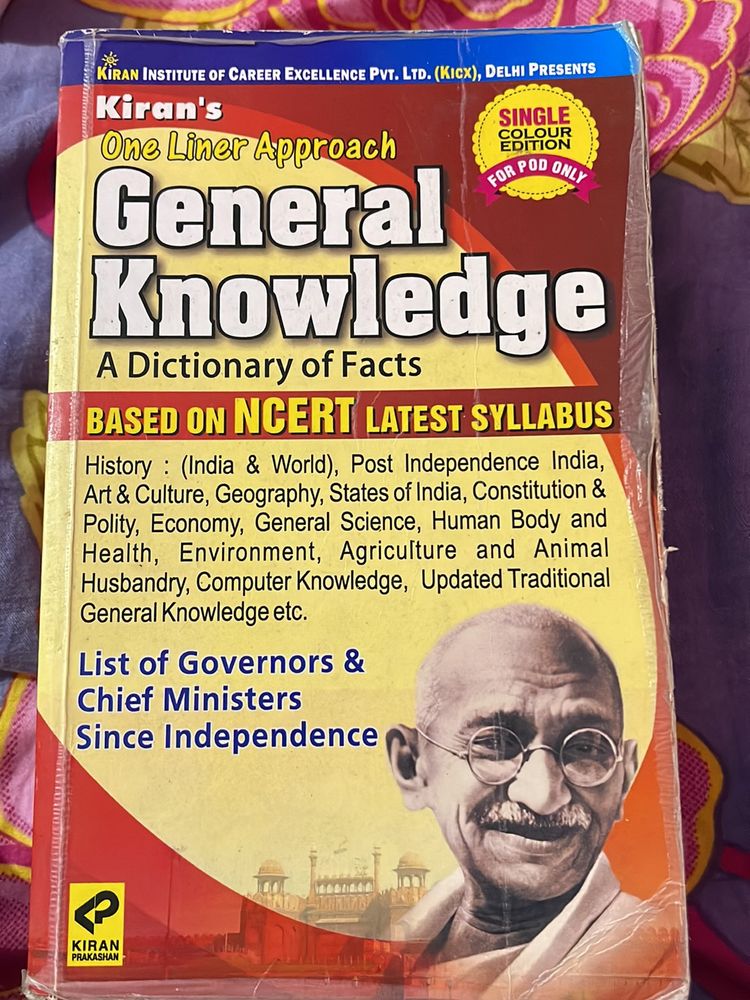 KIRAN INSTITUTE OF CAREER EXCELLENCE PVT. LTD. (KICX), DELHI PRESENTS
Kiran's
One Liner Approach
SINGLE
COLOUR
EDITION
FOR POD ONLY
General
Knowledge
A Dictionary of Facts
BASED ON NCERT LATEST SYLLABUS
History : (India & World), Post Independence India,
Art & Culture, Geography, States of India, Constitution &
Polity, Economy, General Science, Human Body and
Health, Environment, Agriculture and Animal
Husbandry, Computer Knowledge, Updated Traditional
General Knowledge etc.
List of Governors &
Chief Ministers
Since Independence
KIRAN
PRAKASHAN